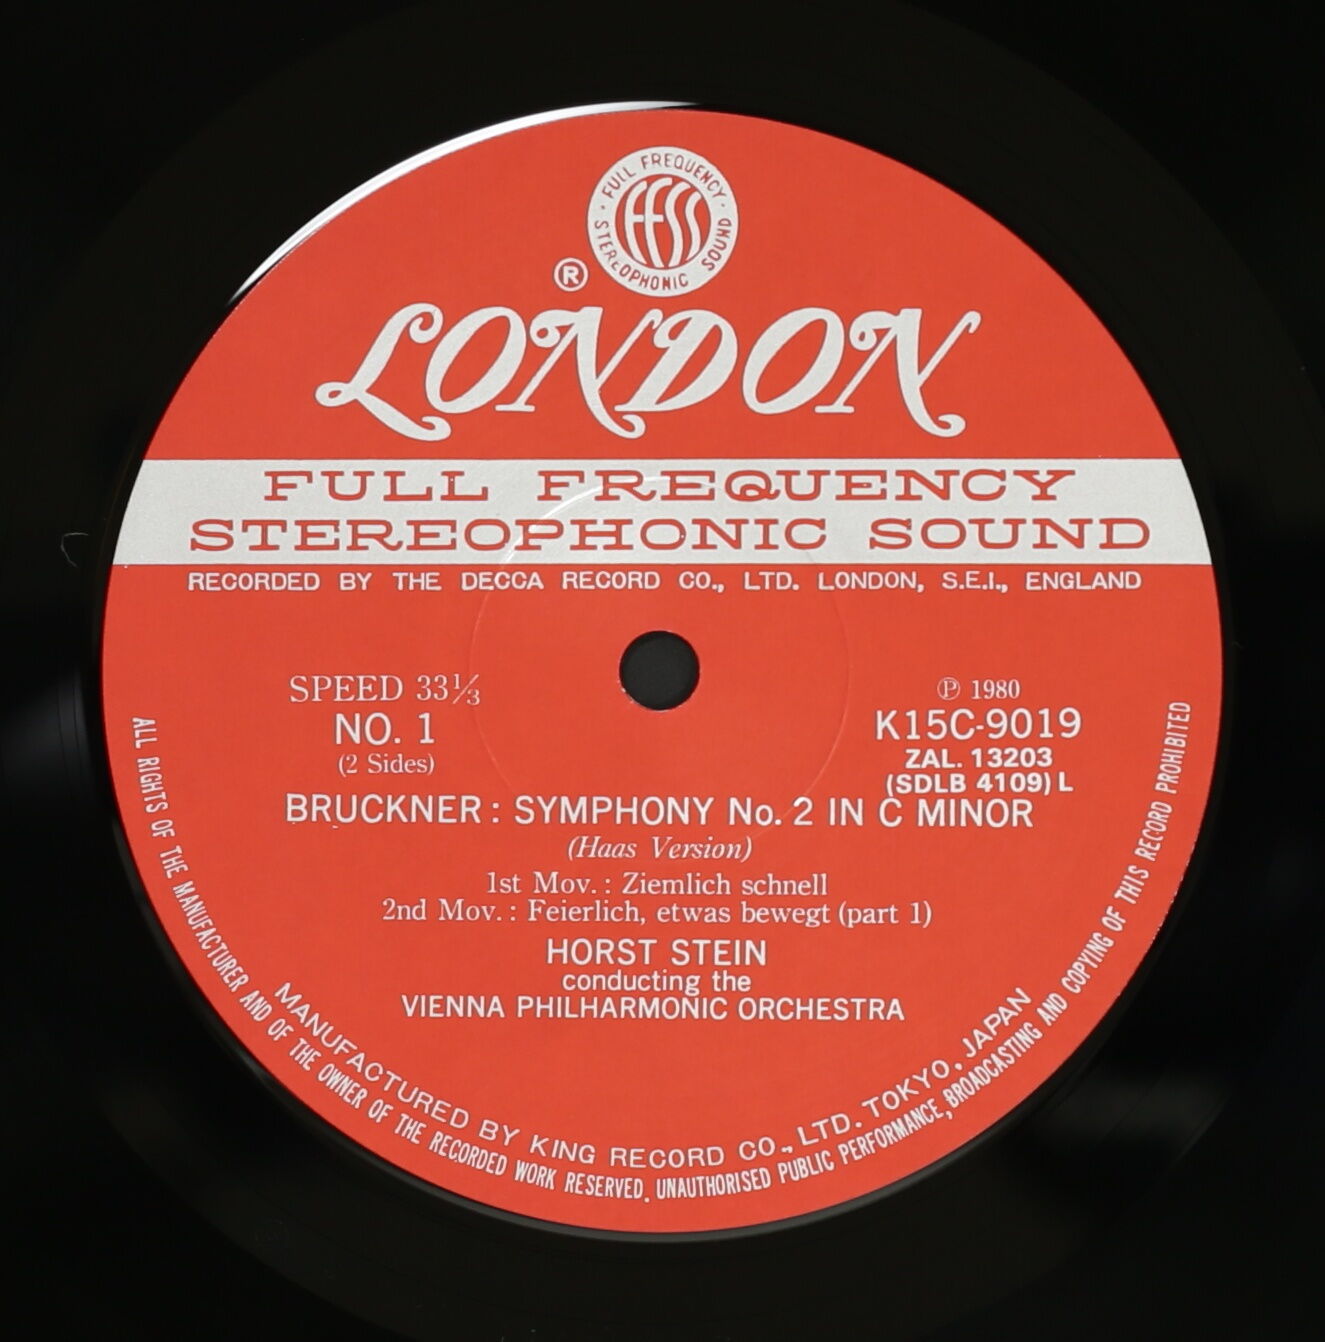 · FULL FREQUENCY ·
STEREOPHONIC SOUND
FFSS
®
LONDON
FULL FREQUENCY
STEREOPHONIC SOUND
RECORDED BY THE DECCA RECORD CO., LTD. LONDON, S.E.I., ENGLAND
SPEED 33⅓
NO. 1
(2 Sides)
℗ 1980
K15C-9019
ZAL. 13203
(SDLB 4109) L
BRUCKNER : SYMPHONY No. 2 IN C MINOR
(Haas Version)
1st Mov. : Ziemlich schnell
2nd Mov. : Feierlich, etwas bewegt (part 1)
HORST STEIN
conducting the
VIENNA PHILHARMONIC ORCHESTRA
MANUFACTURED BY KING RECORD CO., LTD. TOKYO. JAPAN
ALL RIGHTS OF THE MANUFACTURER AND OF THE OWNER OF THE RECORDED WORK RESERVED. UNAUTHORISED PUBLIC PERFORMANCE, BROADCASTING AND COPYING OF THIS RECORD PROHIBITED